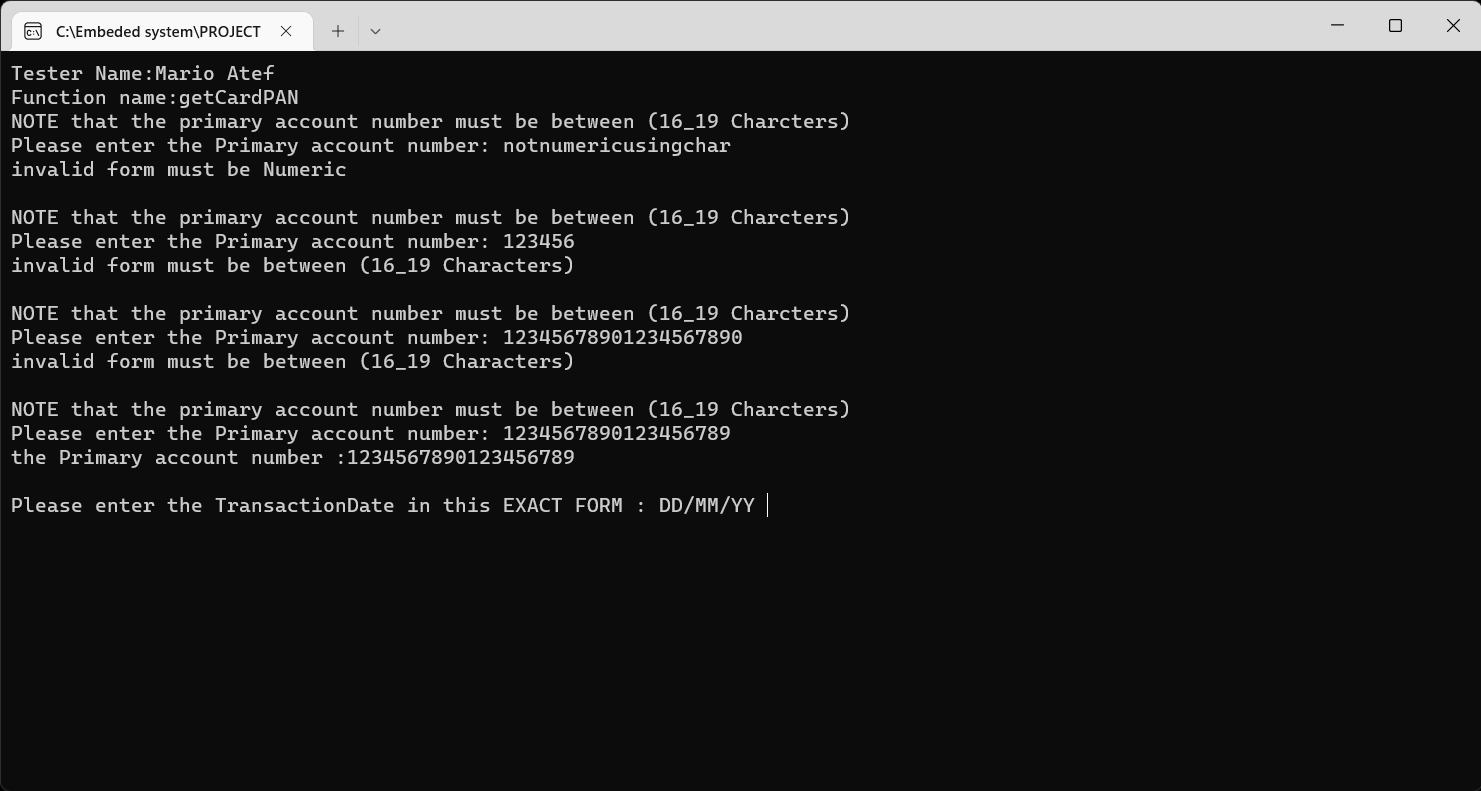 C:\Embeded system\PROJECT
Tester Name:Mario Atef
Function name:getCardPAN
NOTE that the primary account number must be between (16_19 Charcters)
Please enter the Primary account number: notnumericusingchar
invalid form must be Numeric
NOTE that the primary account number must be between (16_19 Charcters)
Please enter the Primary account number: 123456
invalid form must be between (16_19 Characters)
NOTE that the primary account number must be between (16_19 Charcters)
Please enter the Primary account number: 12345678901234567890
invalid form must be between (16_19 Characters)
NOTE that the primary account number must be between (16_19 Charcters)
Please enter the Primary account number: 1234567890123456789
the Primary account number :1234567890123456789
Please enter the TransactionDate in this EXACT FORM : DD/MM/YY